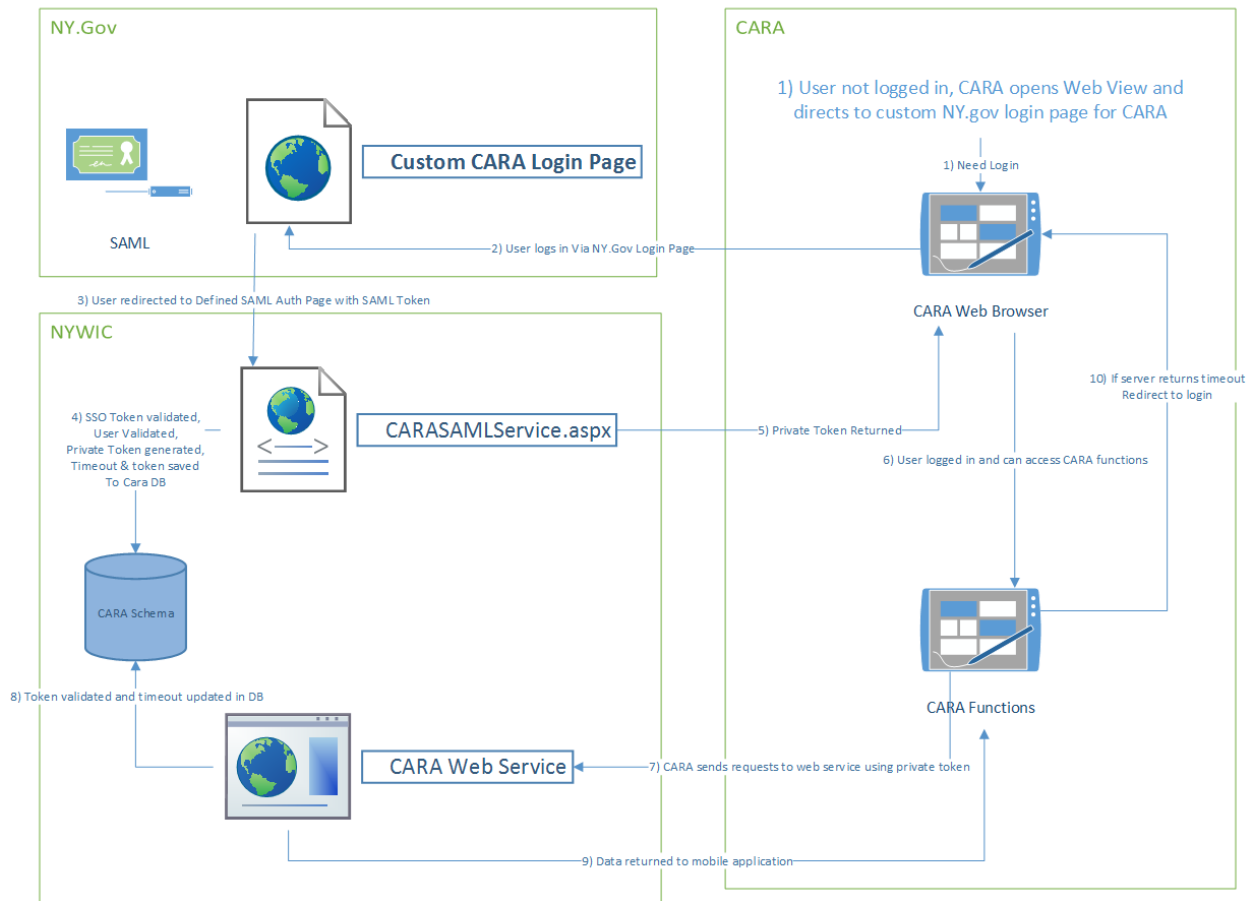 NY.Gov
SAML
Custom CARA Login Page
CARA
1) User not logged in, CARA opens Web View and
directs to custom NY.gov login page for CARA
1) Need Login
2) User logs in Via NY.Gov Login Page
CARA Web Browser
3) User redirected to Defined SAML Auth Page with SAML Token
NYWIC
4) SSO Token validated,
User Validated,
Private Token generated,
Timeout & token saved
To Cara DB
CARASAMLService.aspx
5) Private Token Returned
10) If server returns timeout
Redirect to login
6) User logged in and can access CARA functions
CARA Schema
8) Token validated and timeout updated in DB
CARA Functions
CARA Web Service
7) CARA sends requests to web service using private token
9) Data returned to mobile application